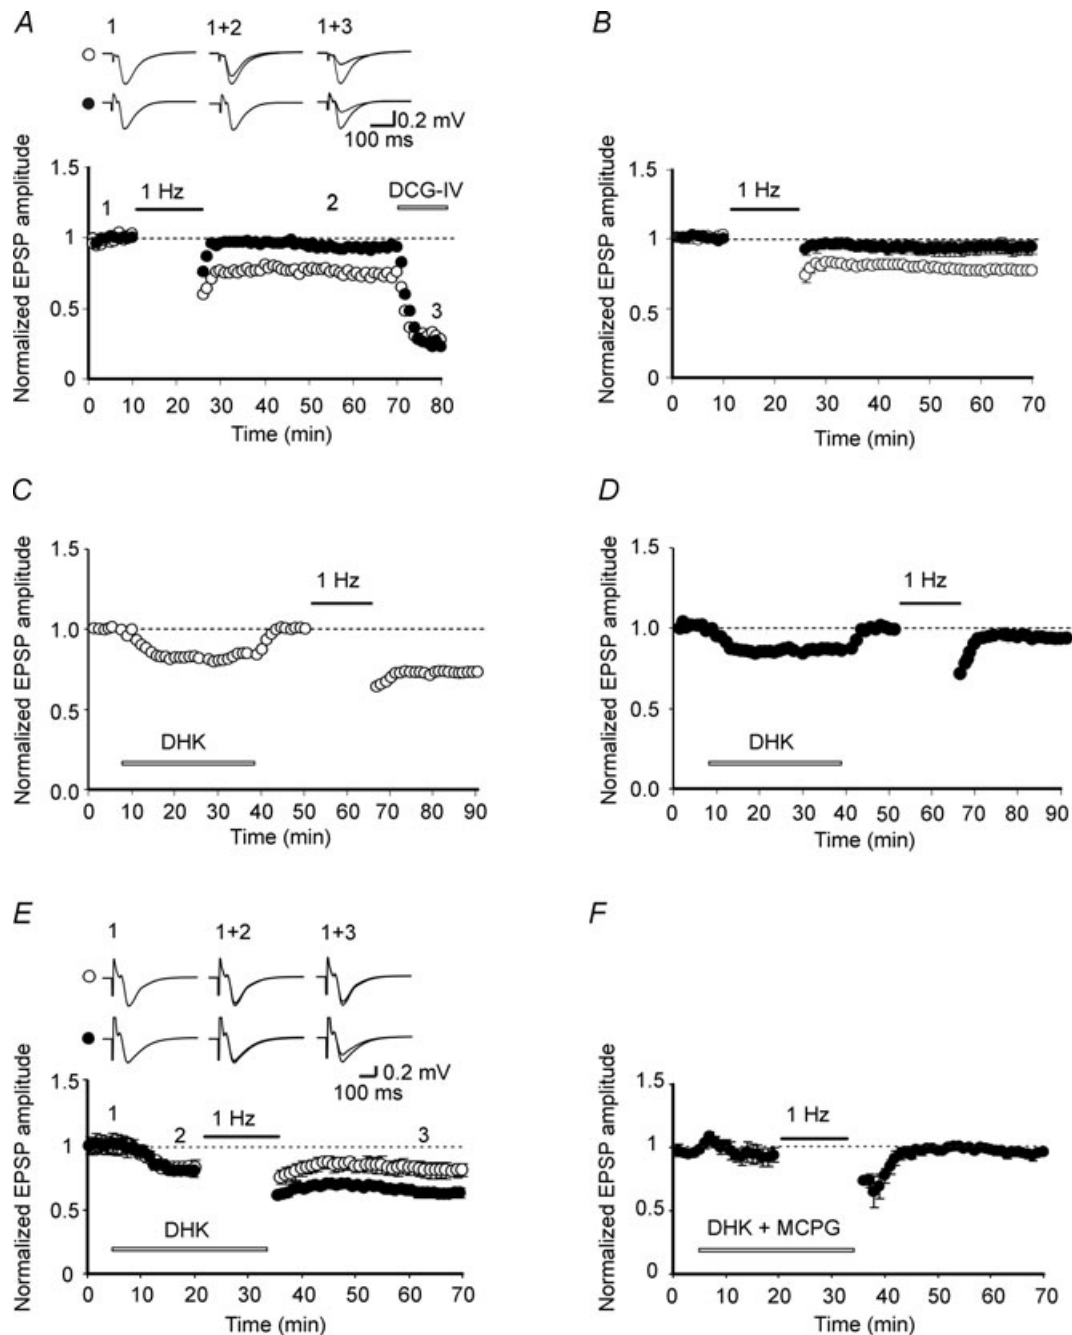 A
1
1+2
1+3
0.2 mV
100 ms
Normalized EPSP amplitude
1.5
1
0.5
0
1
1 Hz
2
DCG-IV
3
0 10 20 30 40 50 60 70 80
Time (min)
B
Normalized EPSP amplitude
1.5
1
0.5
0
1 Hz
0 10 20 30 40 50 60 70
Time (min)
C
Normalized EPSP amplitude
1.5
1.0
0.5
0.0
1 Hz
DHK
0 10 20 30 40 50 60 70 80 90
Time (min)
D
Normalized EPSP amplitude
1.5
1.0
0.5
0.0
1 Hz
DHK
0 10 20 30 40 50 60 70 80 90
Time (min)
E
1
1+2
1+3
0.2 mV
100 ms
Normalized EPSP amplitude
1.5
1
0.5
0
1
2
1 Hz
3
DHK
0 10 20 30 40 50 60 70
Time (min)
F
Normalized EPSP amplitude
1.5
1
0.5
0
1 Hz
DHK + MCPG
0 10 20 30 40 50 60 70
Time (min)